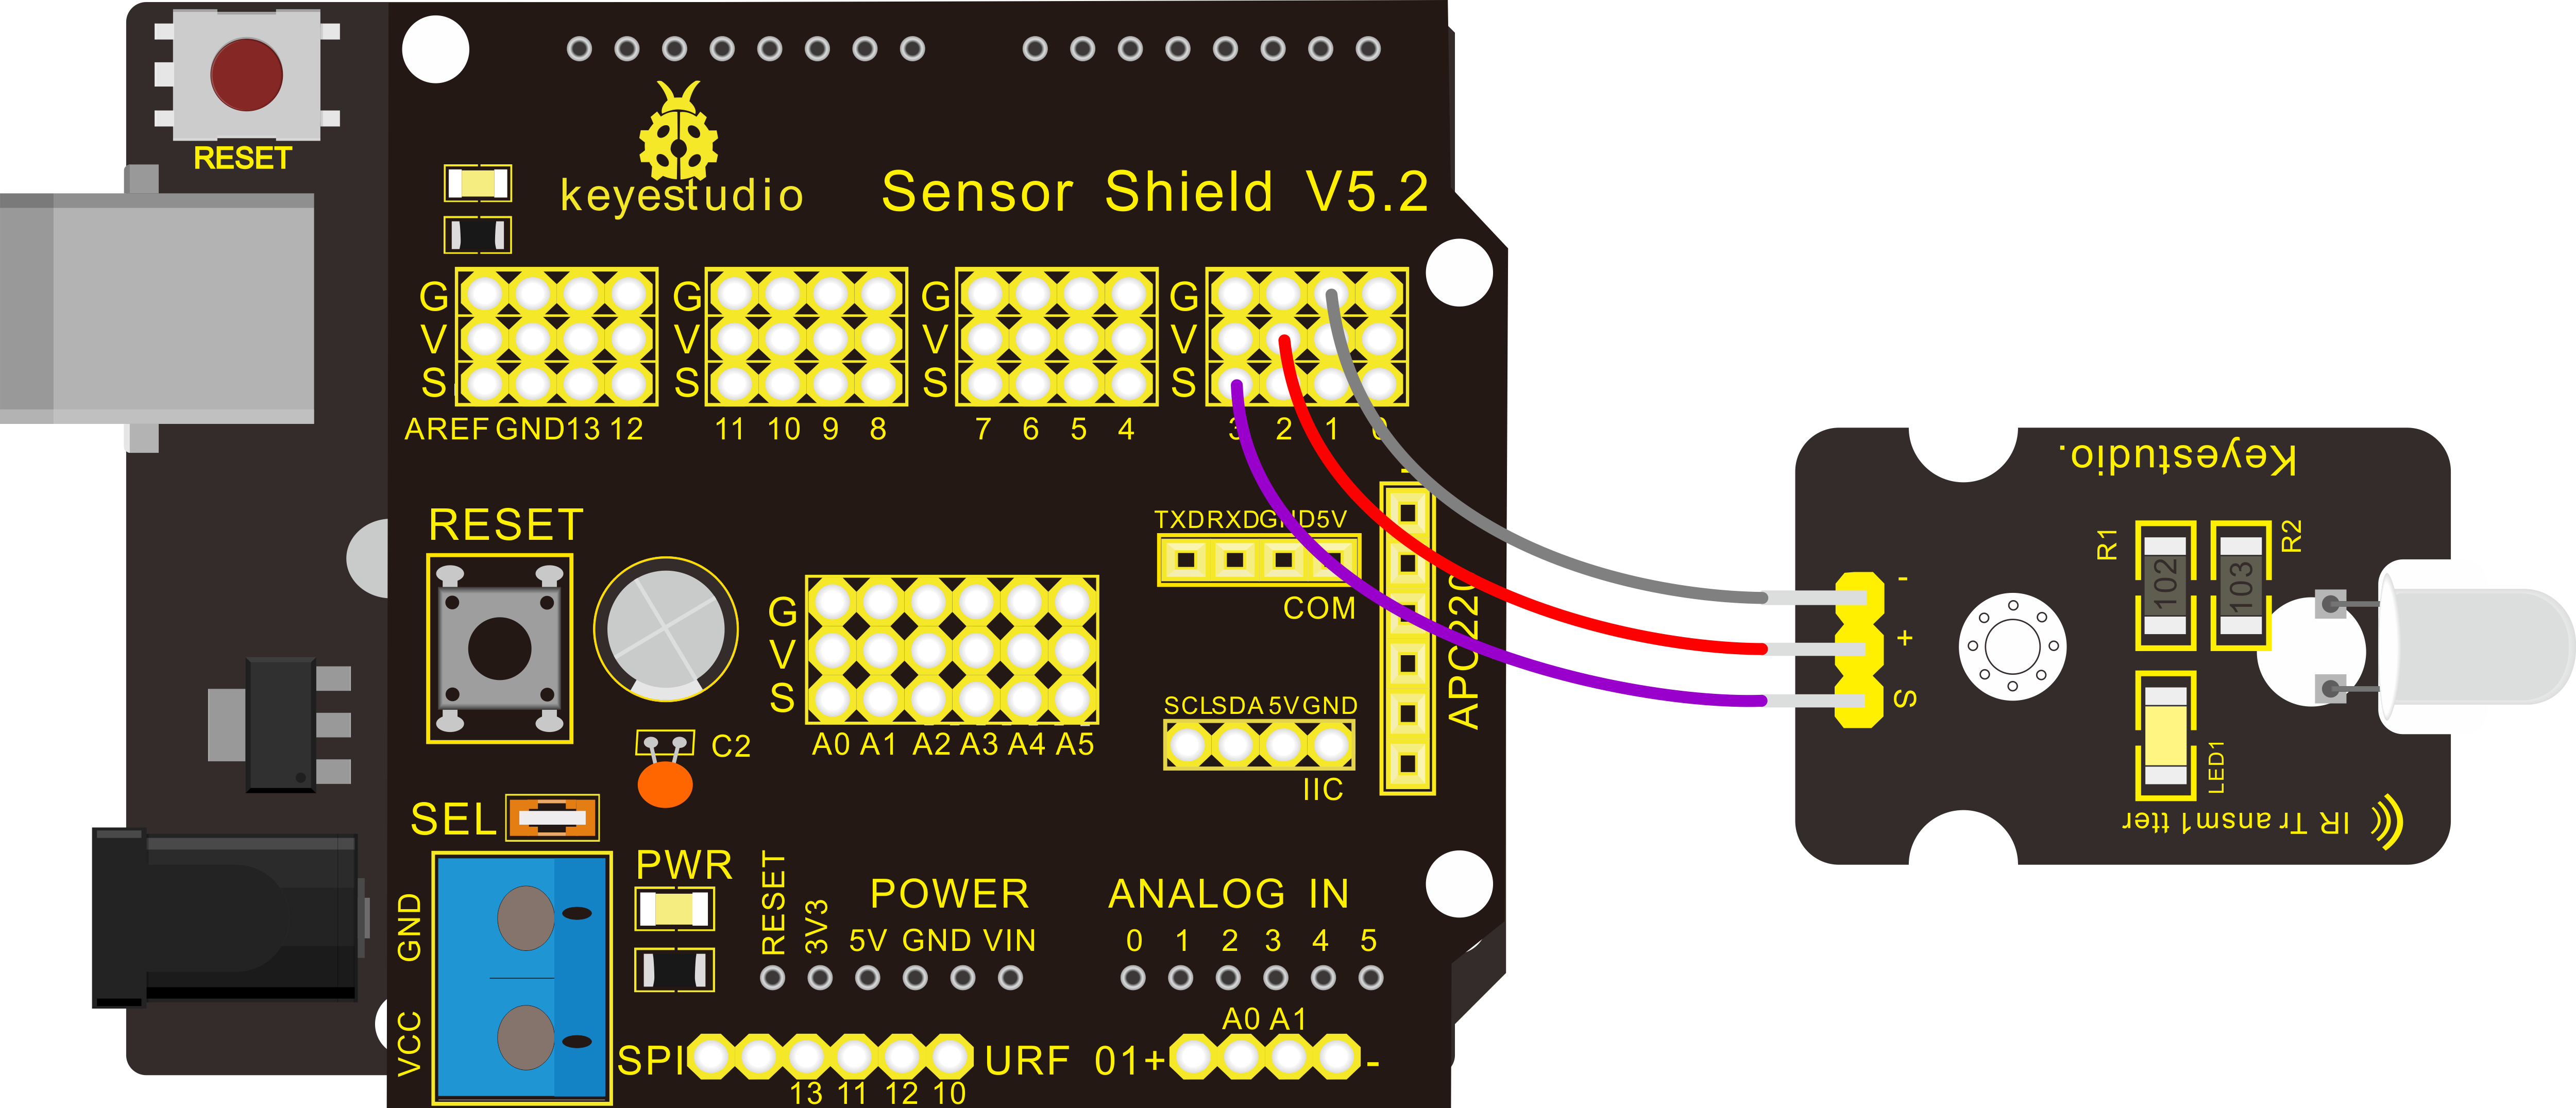 RESET
keyestudio
Sensor Shield V5.2
G G G G
V V V V
S S S S
AREF GND 13 12 11 10 9 8 7 6 5 4 3 2 1 0
-
RESET
TXD RXD GND 5V
COM
APC220
G
V
S
A0 A1 A2 A3 A4 A5
C2
SCL SDA 5V GND
IIC
SEL
PWR
GND
VCC
RESET
3V3
POWER
5V GND VIN
ANALOG IN
0 1 2 3 4 5
A0 A1
SPI
13 11 12 10
URF 01+
-
Keyestudio.
R1
102
R2
103
-
+
S
LED1
IR Transm1tter